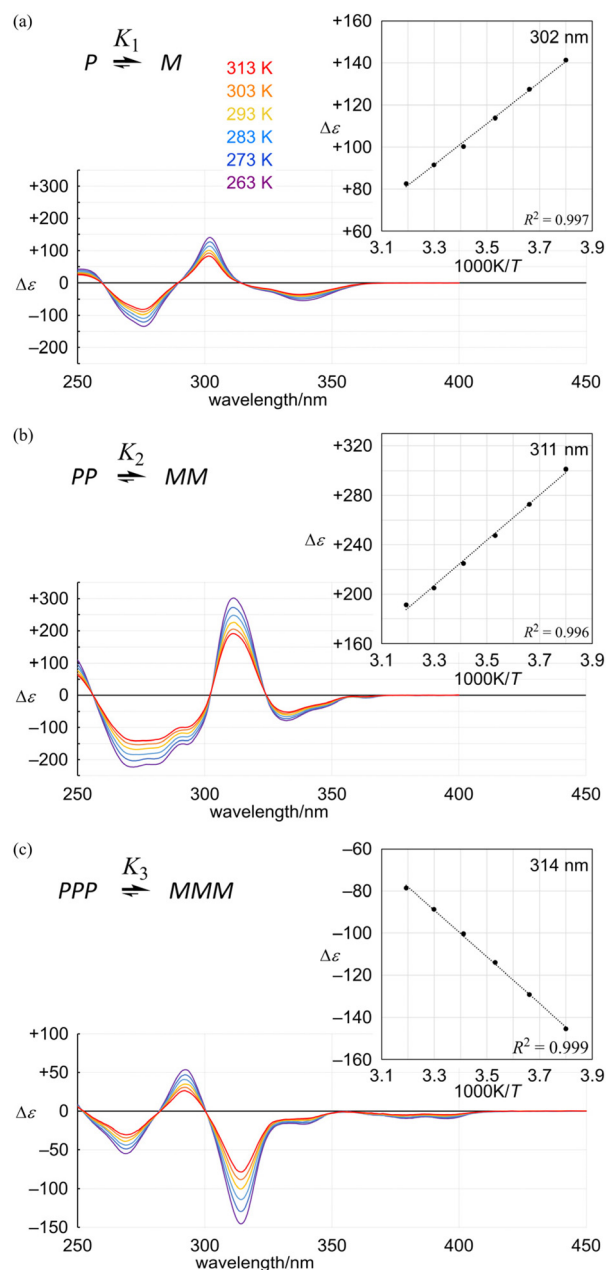 (a)
P ⇌ M
K1
313 K
303 K
293 K
283 K
273 K
263 K
+160
+140
+120
+100
+80
+60
Δε
302 nm
R2 = 0.997
3.1 3.3 3.5 3.7 3.9
1000K/T
+300
+200
+100
0
−100
−200
Δε
250 300 350 400 450
wavelength/nm
(b)
PP ⇌ MM
K2
+320
+280
+240
+200
+160
Δε
311 nm
R2 = 0.996
3.1 3.3 3.5 3.7 3.9
1000K/T
+300
+200
+100
0
−100
−200
Δε
250 300 350 400 450
wavelength/nm
(c)
PPP ⇌ MMM
K3
−60
−80
−100
−120
−140
−160
Δε
314 nm
R2 = 0.999
3.1 3.3 3.5 3.7 3.9
1000K/T
+100
+50
0
−50
−100
−150
Δε
250 300 350 400 450
wavelength/nm